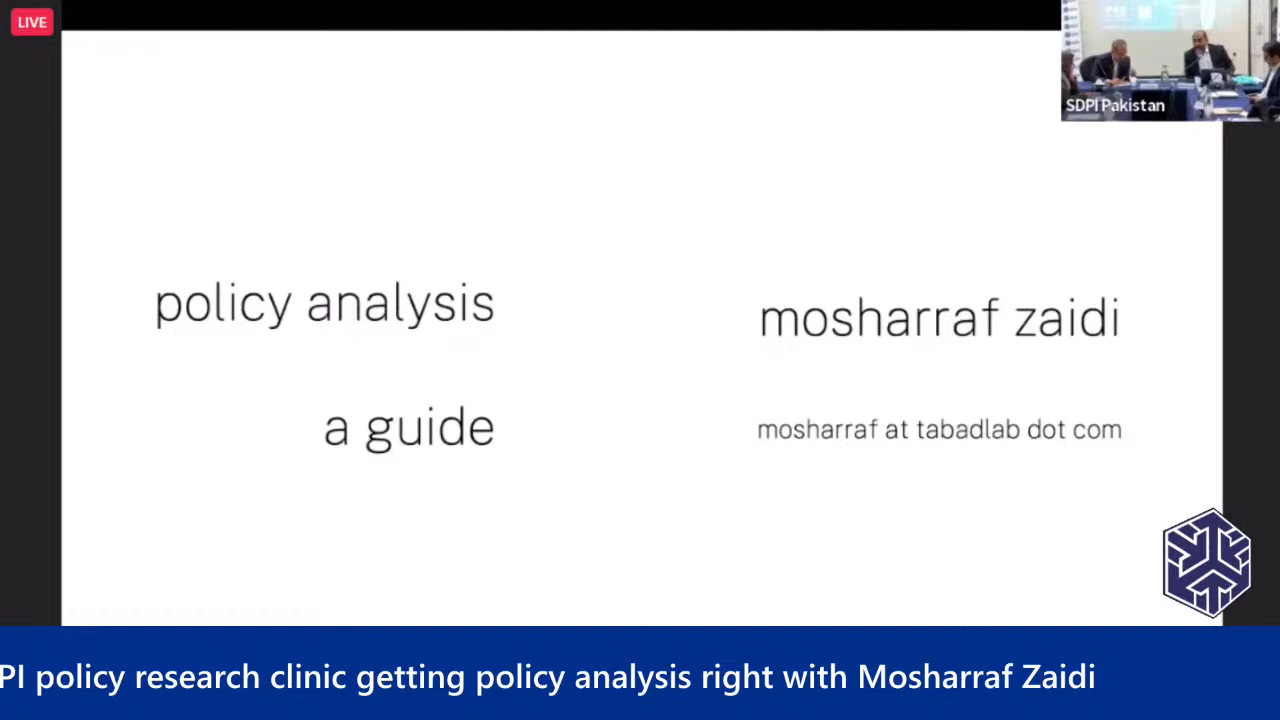 LIVE
SDPI Pakistan
policy analysis
a guide
mosharraf zaidi
mosharraf at tabadlab dot com
PI policy research clinic getting policy analysis right with Mosharraf Zaidi